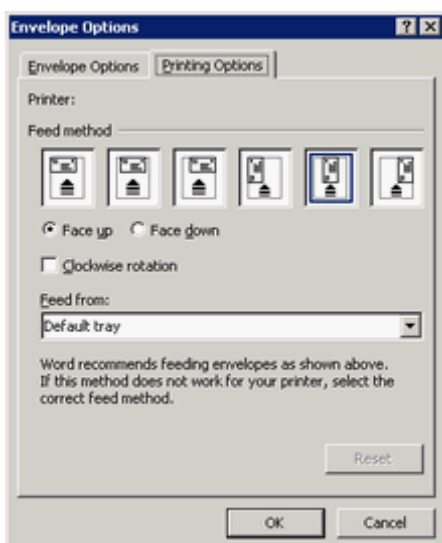 Envelope Options
Envelope Options Printing Options
Printer:
Feed method
Face up Face down
Clockwise rotation
Feed from:
Default tray
Word recommends feeding envelopes as shown above.
If this method does not work for your printer, select the
correct feed method.
Reset
OK Cancel